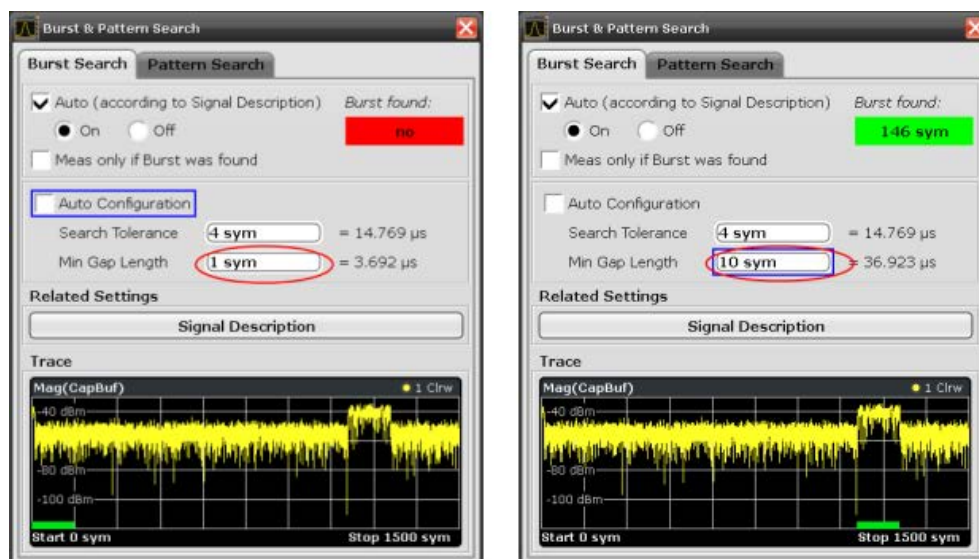 Burst & Pattern Search
Burst Search Pattern Search
Auto (according to Signal Description) Burst found:
On Off no
Meas only if Burst was found
Auto Configuration
Search Tolerance 4 sym = 14.769 µs
Min Gap Length 1 sym = 3.692 µs
Related Settings
Signal Description
Trace
Mag(CapBuf) 1 Clrw
-40 dBm
-80 dBm
-100 dBm
Start 0 sym Stop 1500 sym
Burst & Pattern Search
Burst Search Pattern Search
Auto (according to Signal Description) Burst found:
On Off 146 sym
Meas only if Burst was found
Auto Configuration
Search Tolerance 4 sym = 14.769 µs
Min Gap Length 10 sym = 36.923 µs
Related Settings
Signal Description
Trace
Mag(CapBuf) 1 Clrw
-40 dBm
-80 dBm
-100 dBm
Start 0 sym Stop 1500 sym